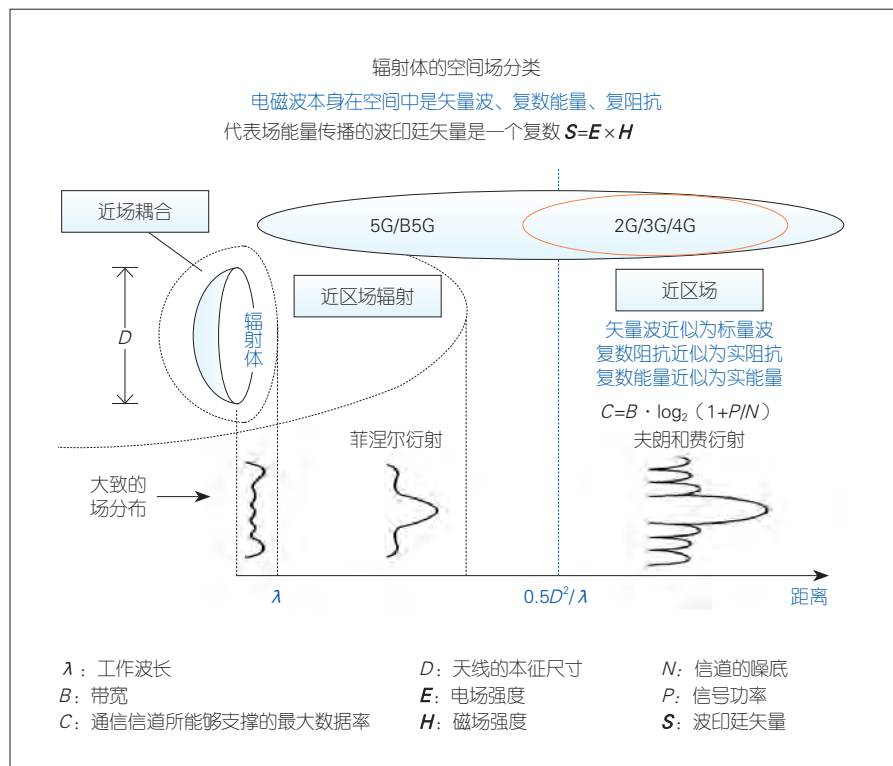 辐射体的空间场分类
电磁波本身在空间中是矢量波、复数能量、复阻抗
代表场能量传播的波印廷矢量是一个复数 S=E×H
近场耦合
5G/B5G
2G/3G/4G
D
辐射体
近区场辐射
近区场
矢量波近似为标量波
复数阻抗近似为实阻抗
复数能量近似为实能量
C=B·log₂（1+P/N）
菲涅尔衍射
夫朗和费衍射
大致的
场分布
λ
0.5D²/λ
距离
λ：工作波长
D：天线的本征尺寸
N：信道的噪底
B：带宽
E：电场强度
P：信号功率
C：通信信道所能够支撑的最大数据率
H：磁场强度
S：波印廷矢量